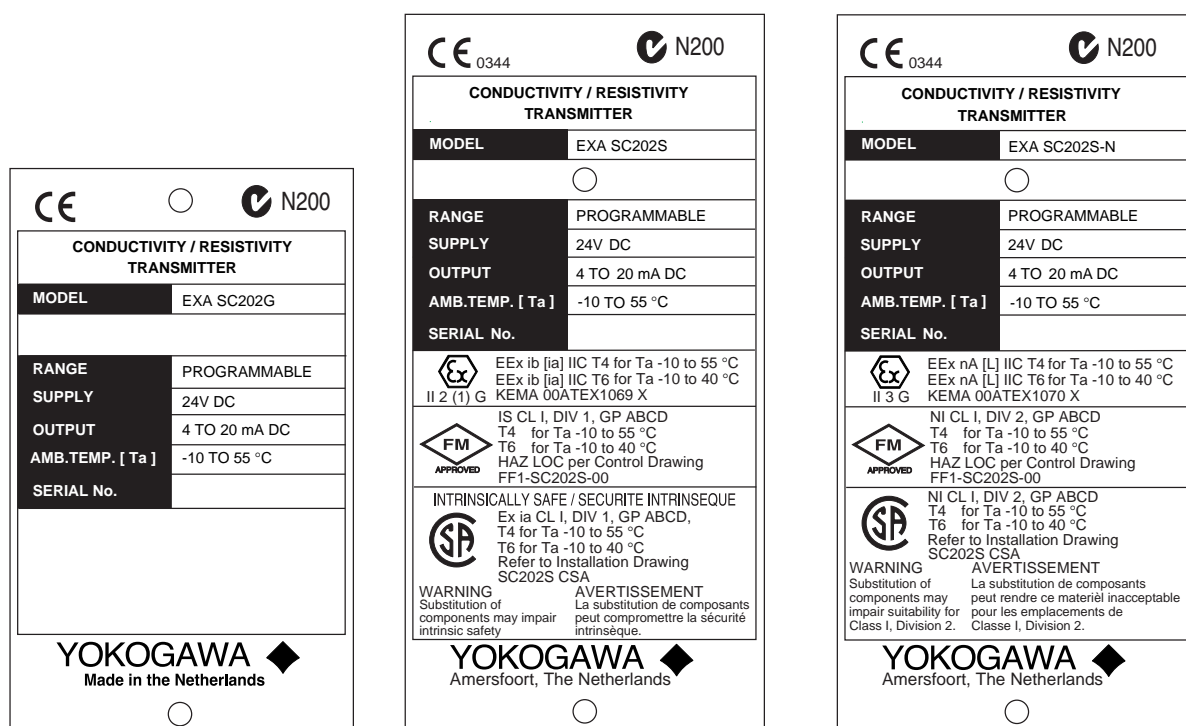 CE N200
CONDUCTIVITY / RESISTIVITY
TRANSMITTER
MODEL EXA SC202G
RANGE PROGRAMMABLE
SUPPLY 24V DC
OUTPUT 4 TO 20 mA DC
AMB.TEMP. [ Ta ] -10 TO 55 °C
SERIAL No.
YOKOGAWA
Made in the Netherlands
CE 0344 N200
CONDUCTIVITY / RESISTIVITY
TRANSMITTER
MODEL EXA SC202S
RANGE PROGRAMMABLE
SUPPLY 24V DC
OUTPUT 4 TO 20 mA DC
AMB.TEMP. [ Ta ] -10 TO 55 °C
SERIAL No.
Ex
EEx ib [ia] IIC T4 for Ta -10 to 55 °C
EEx ib [ia] IIC T6 for Ta -10 to 40 °C
II 2 (1) G KEMA 00ATEX1069 X
IS CL I, DIV 1, GP ABCD
T4 for Ta -10 to 55 °C
FM T6 for Ta -10 to 40 °C
HAZ LOC per Control Drawing
APPROVED FF1-SC202S-00
INTRINSICALLY SAFE / SECURITE INTRINSEQUE
SA
Ex ia CL I, DIV 1, GP ABCD,
T4 for Ta -10 to 55 °C
T6 for Ta -10 to 40 °C
Refer to Installation Drawing
SC202S CSA
WARNING
Substitution of
components may impair
intrinsic safety
AVERTISSEMENT
La substitution de composants
peut compromettre la sécurité
intrinsèque.
YOKOGAWA
Amersfoort, The Netherlands
CE 0344 N200
CONDUCTIVITY / RESISTIVITY
TRANSMITTER
MODEL EXA SC202S-N
RANGE PROGRAMMABLE
SUPPLY 24V DC
OUTPUT 4 TO 20 mA DC
AMB.TEMP. [ Ta ] -10 TO 55 °C
SERIAL No.
Ex
EEx nA [L] IIC T4 for Ta -10 to 55 °C
EEx nA [L] IIC T6 for Ta -10 to 40 °C
II 3 G KEMA 00ATEX1070 X
NI CL I, DIV 2, GP ABCD
T4 for Ta -10 to 55 °C
FM T6 for Ta -10 to 40 °C
HAZ LOC per Control Drawing
APPROVED FF1-SC202S-00
SA
NI CL I, DIV 2, GP ABCD
T4 for Ta -10 to 55 °C
T6 for Ta -10 to 40 °C
Refer to Installation Drawing
SC202S CSA
WARNING
Substitution of
components may
impair suitability for
Class I, Division 2.
AVERTISSEMENT
La substitution de composants
peut rendre ce materièl inacceptable
pour les emplacements de
Classe I, Division 2.
YOKOGAWA
Amersfoort, The Netherlands